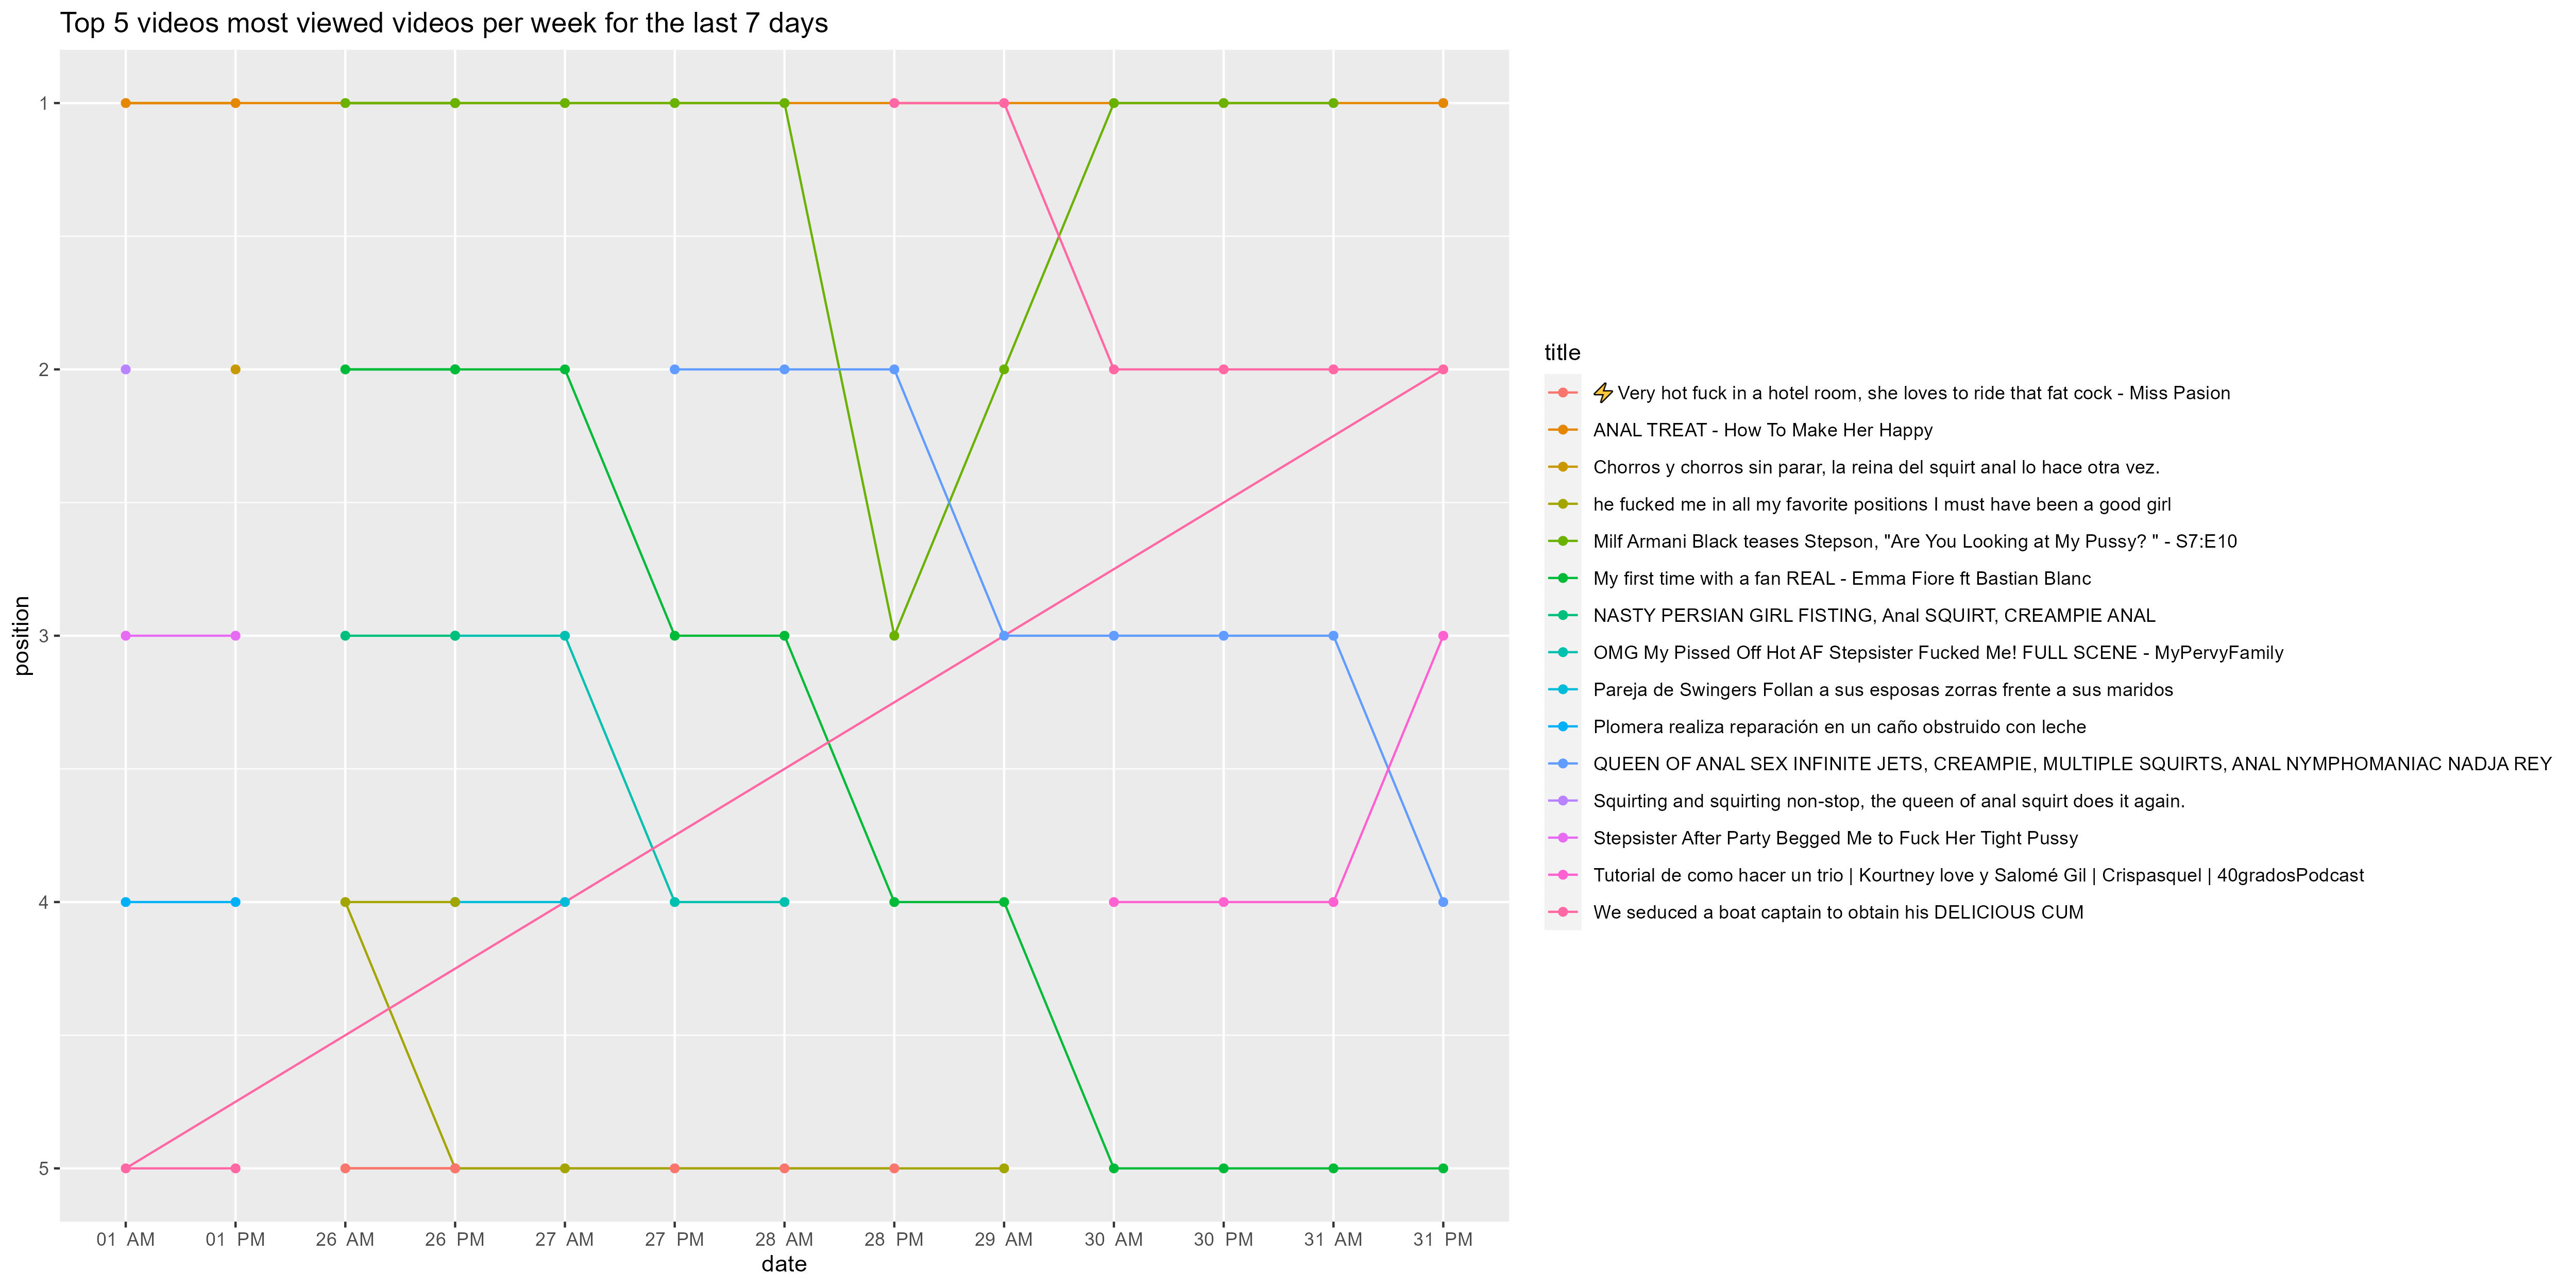 Top 5 videos most viewed videos per week for the last 7 days
position
1
2
3
4
5
01 AM 01 PM 26 AM 26 PM 27 AM 27 PM 28 AM 28 PM 29 AM 30 AM 30 PM 31 AM 31 PM
date
title
⚡ Very hot fuck in a hotel room, she loves to ride that fat cock - Miss Pasion
ANAL TREAT - How To Make Her Happy
Chorros y chorros sin parar, la reina del squirt anal lo hace otra vez.
he fucked me in all my favorite positions I must have been a good girl
Milf Armani Black teases Stepson, "Are You Looking at My Pussy? " - S7:E10
My first time with a fan REAL - Emma Fiore ft Bastian Blanc
NASTY PERSIAN GIRL FISTING, Anal SQUIRT, CREAMPIE ANAL
OMG My Pissed Off Hot AF Stepsister Fucked Me! FULL SCENE - MyPervyFamily
Pareja de Swingers Follan a sus esposas zorras frente a sus maridos
Plomera realiza reparación en un caño obstruido con leche
QUEEN OF ANAL SEX INFINITE JETS, CREAMPIE, MULTIPLE SQUIRTS, ANAL NYMPHOMANIAC NADJA REY
Squirting and squirting non-stop, the queen of anal squirt does it again.
Stepsister After Party Begged Me to Fuck Her Tight Pussy
Tutorial de como hacer un trio | Kourtney love y Salomé Gil | Crispasquel | 40gradosPodcast
We seduced a boat captain to obtain his DELICIOUS CUM